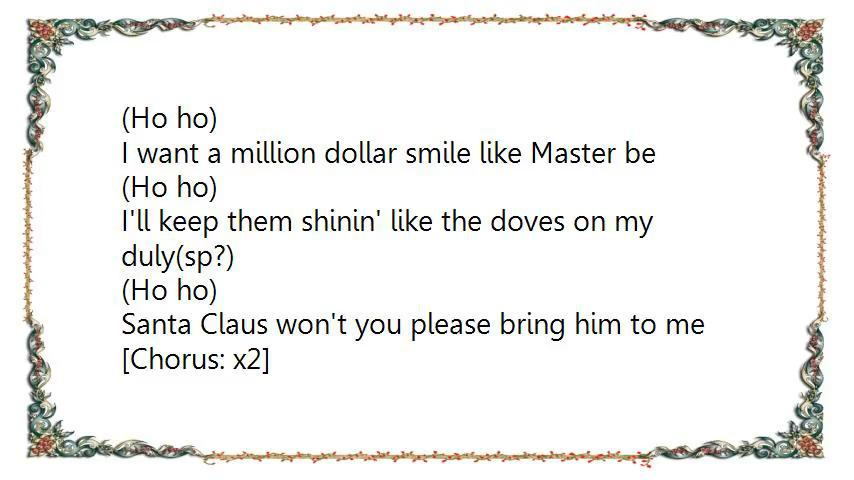 (Ho ho)
I want a million dollar smile like Master be
(Ho ho)
I'll keep them shinin' like the doves on my
duly(sp?)
(Ho ho)
Santa Claus won't you please bring him to me
[Chorus: x2]